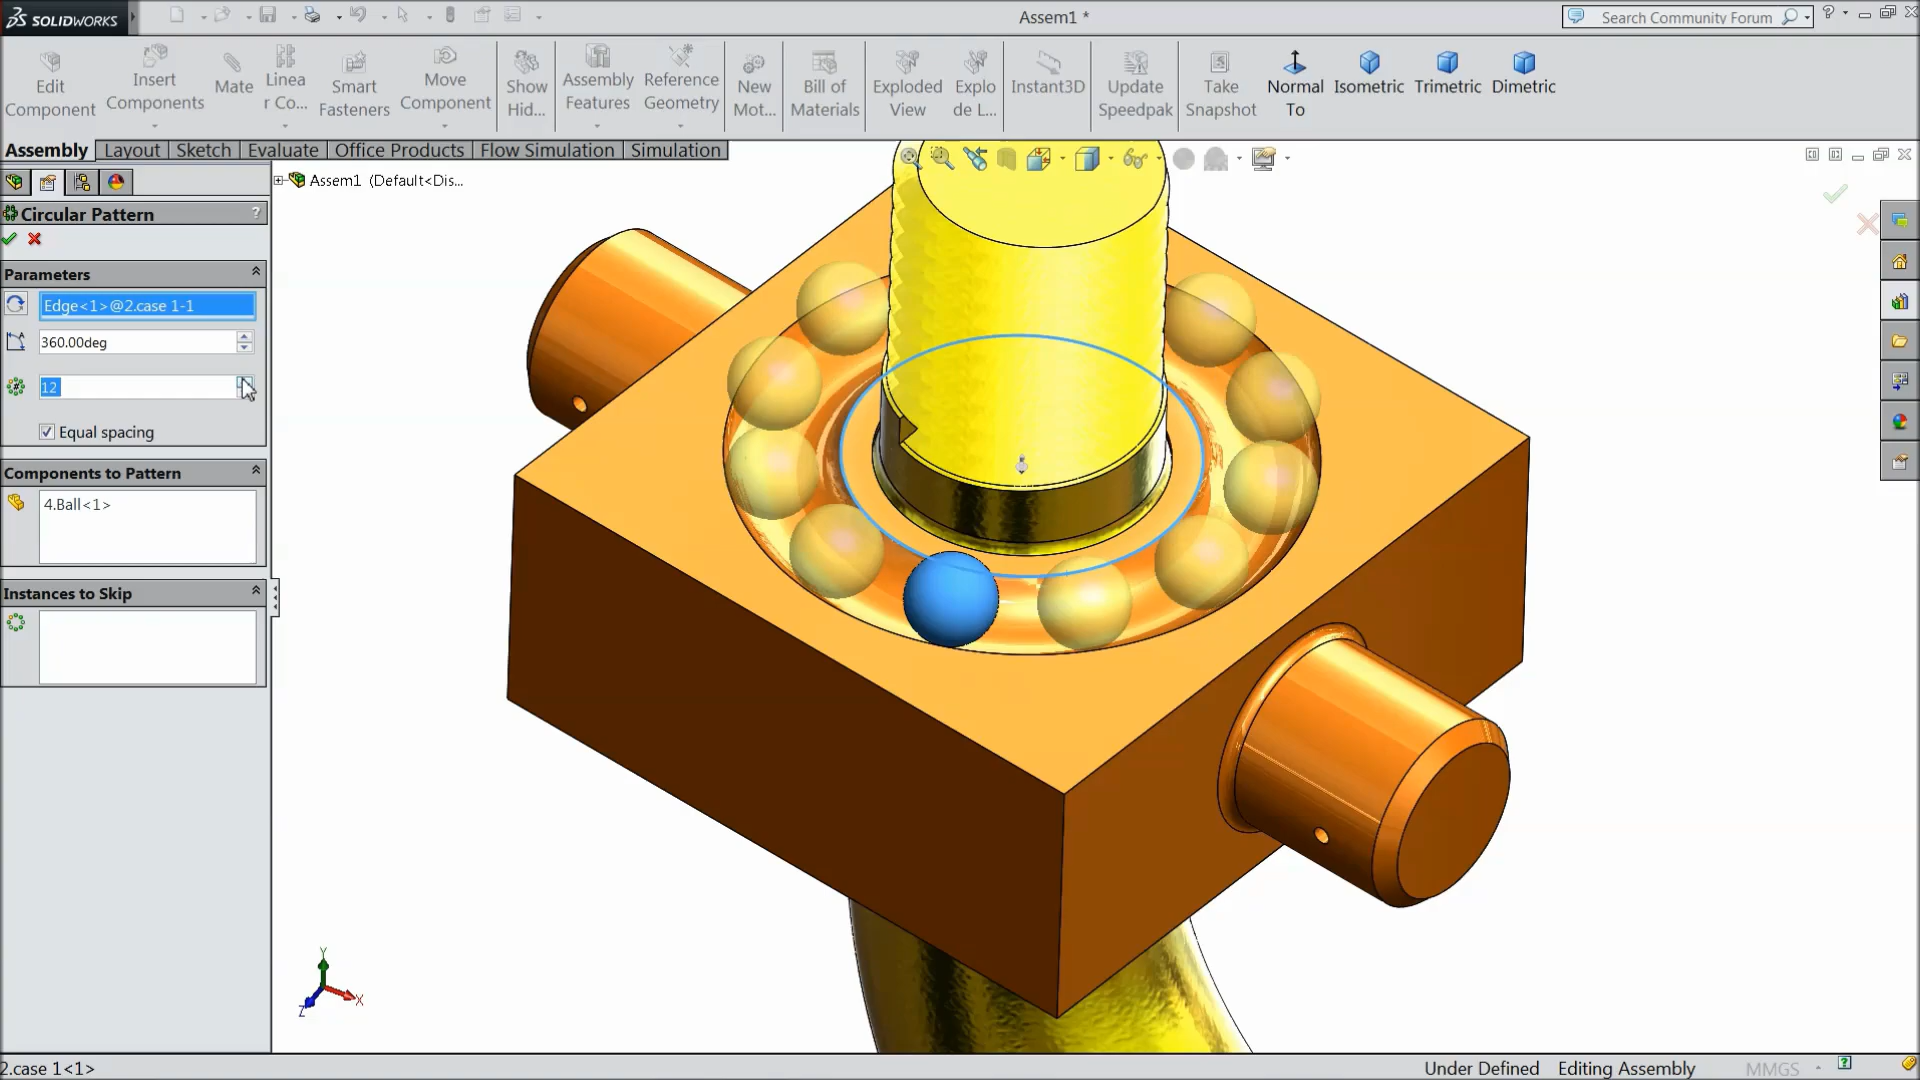 SOLIDWORKS
Assem1 *
Search Community Forum
Edit Component
Insert Components
Mate
Linea r Co...
Smart Fasteners
Move Component
Show Hid...
Assembly Features
Reference Geometry
New Mot...
Bill of Materials
Exploded View
Explo de L...
Instant3D
Update Speedpak
Take Snapshot
Normal To
Isometric
Trimetric
Dimetric
Assembly
Layout
Sketch
Evaluate
Office Products
Flow Simulation
Simulation
Assem1 (Default<Dis...
Circular Pattern
?
Parameters
Edge<1>@2.case 1-1
360.00deg
12
Equal spacing
Components to Pattern
4.Ball<1>
Instances to Skip
Y
X
Z
2.case 1<1>
Under Defined
Editing Assembly
MMGS